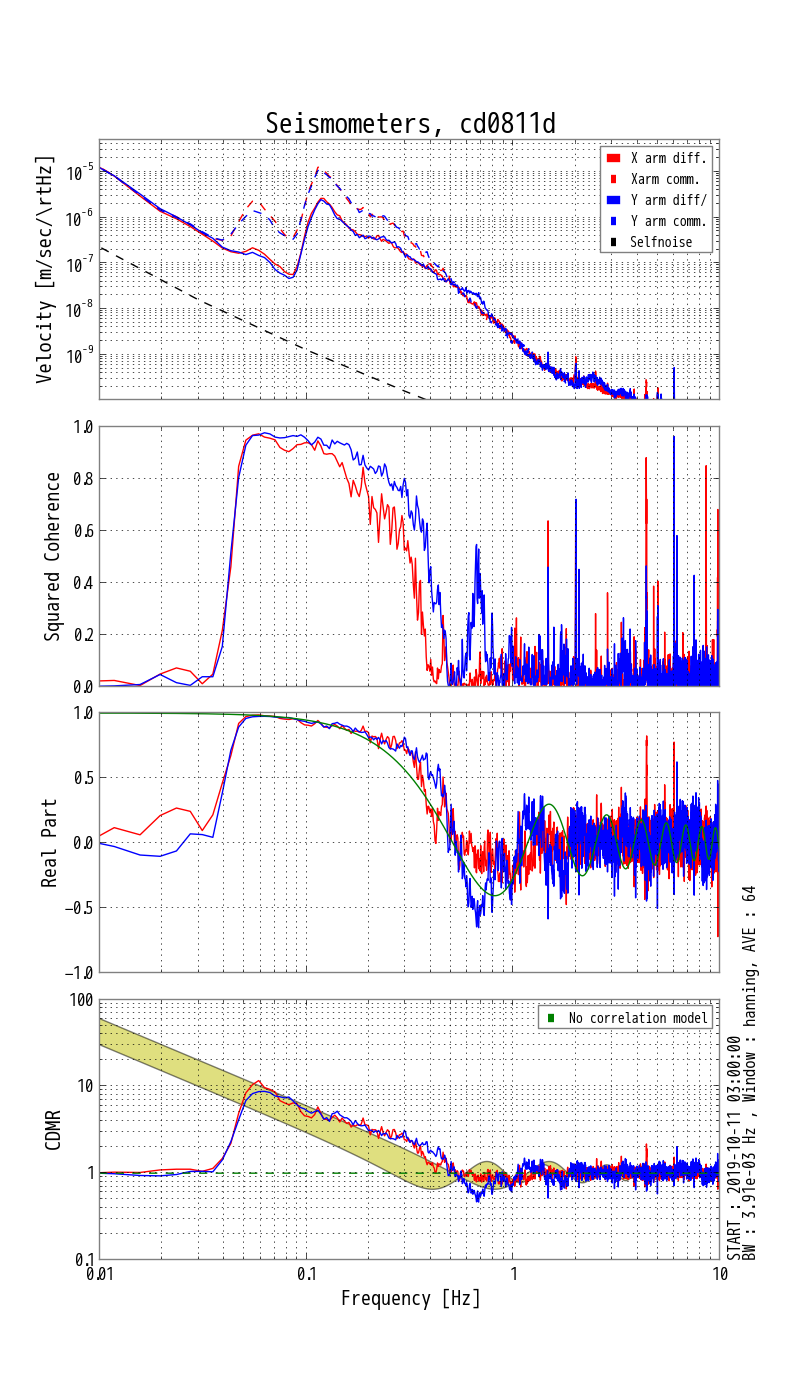 Seismometers, cd0811d
Velocity [m/sec/\rtHz]
10⁻⁵
10⁻⁶
10⁻⁷
10⁻⁸
10⁻⁹
X arm diff.
Xarm comm.
Y arm diff/
Y arm comm.
Selfnoise
Squared Coherence
1.0
0.8
0.6
0.4
0.2
0.0
Real Part
1.0
0.5
0.0
−0.5
−1.0
CDMR
100
10
1
0.1
No correlation model
0.01
0.1
1
10
Frequency [Hz]
START : 2019-10-11 03:00:00
BW : 3.91e-03 Hz , Window : hanning, AVE : 64